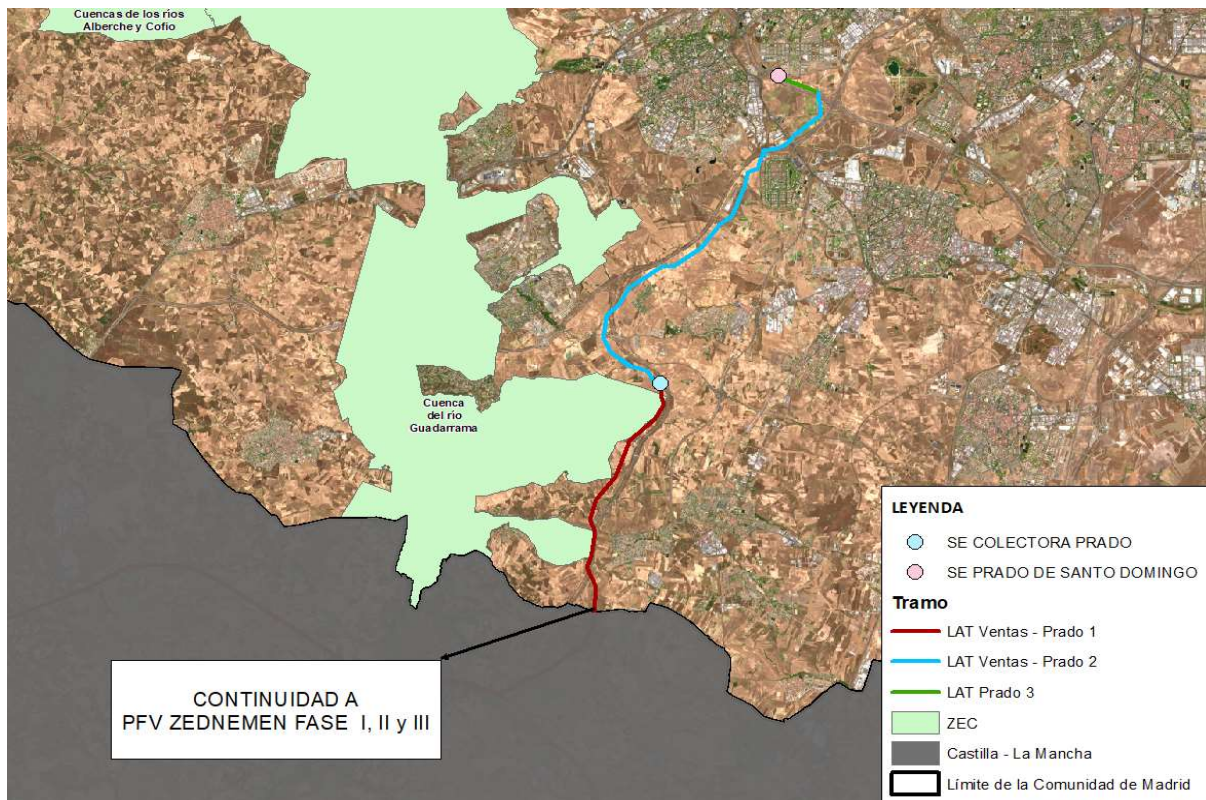 Cuencas de los ríos
Alberche y Cofio
Cuenca
del río
Guadarrama
CONTINUIDAD A
PFV ZEDNEMEN FASE I, II y III
LEYENDA
SE COLECTORA PRADO
SE PRADO DE SANTO DOMINGO
Tramo
LAT Ventas - Prado 1
LAT Ventas - Prado 2
LAT Prado 3
ZEC
Castilla - La Mancha
Límite de la Comunidad de Madrid